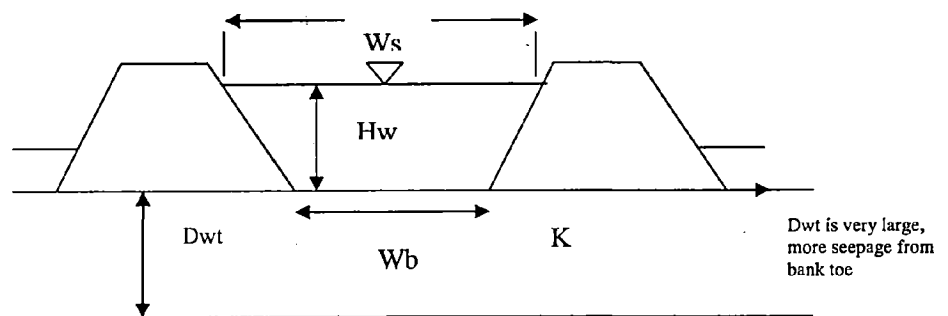 Ws
Hw
Dwt
Wb
K
Dwt is very large,
more seepage from
bank toe